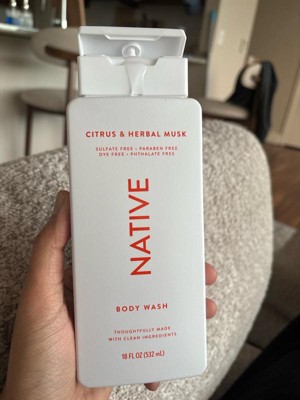 CITRUS & HERBAL MUSK
SULFATE FREE • PARABEN FREE
DYE FREE • PHTHALATE FREE
NATIVE
BODY WASH
THOUGHTFULLY MADE
WITH CLEAN INGREDIENTS
18 FL OZ (532 mL)